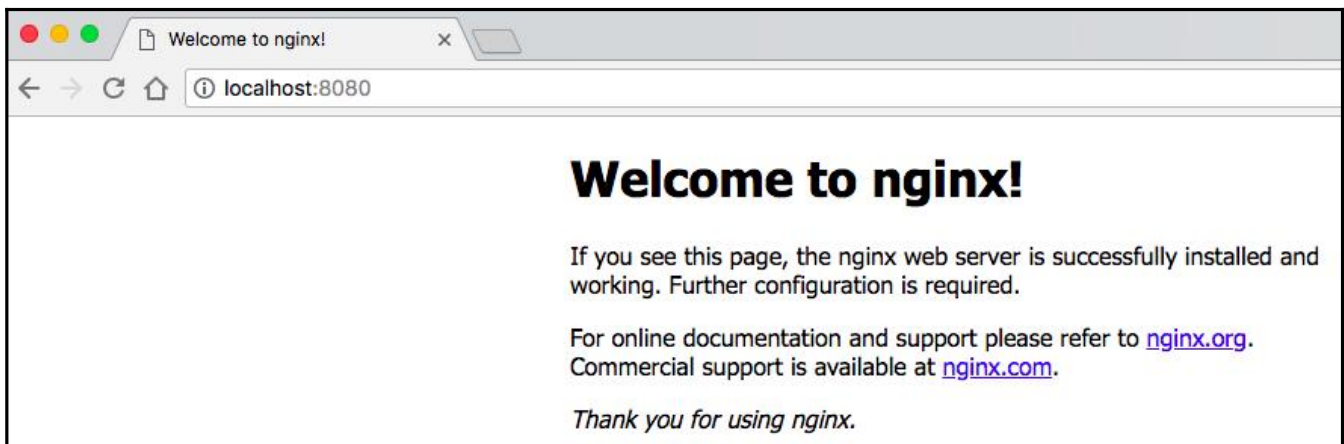 Welcome to nginx!
localhost:8080
Welcome to nginx!
If you see this page, the nginx web server is successfully installed and
working. Further configuration is required.
For online documentation and support please refer to nginx.org.
Commercial support is available at nginx.com.
Thank you for using nginx.